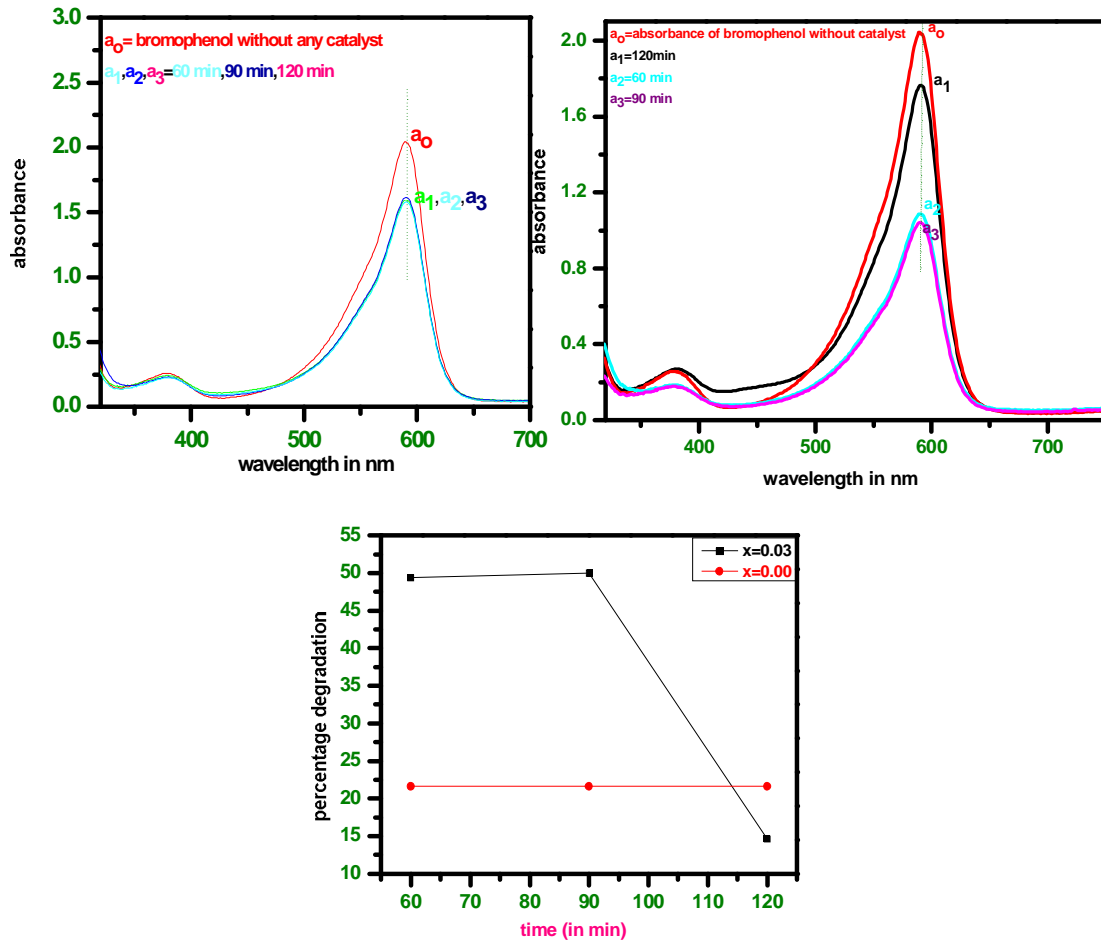 3.0
2.5
2.0
1.5
1.0
0.5
0.0
absorbance
aₒ= bromophenol without any catalyst
a₁,a₂,a₃=60 min,90 min,120 min
aₒ
a₁,a₂,a₃
400 500 600 700
wavelength in nm
2.0
1.6
1.2
0.8
0.4
0.0
absorbance
aₒ=absorbance of bromophenol without catalyst
a₁=120min
a₂=60 min
a₃=90 min
aₒ
a₁
a₂
a₃
400 500 600 700
wavelength in nm
55
50
45
40
35
30
25
20
15
10
percentage degradation
x=0.03
x=0.00
60 70 80 90 100 110 120
time (in min)